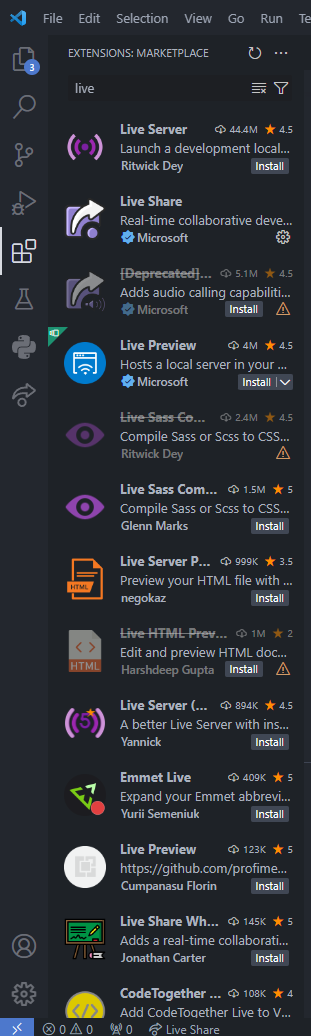 File Edit Selection View Go Run Te
EXTENSIONS: MARKETPLACE
3
live
Live Server 44.4M 4.5
Launch a development local...
Ritwick Dey Install
Live Share
Real-time collaborative deve...
Microsoft
[Deprecated]... 5.1M 4.5
Adds audio calling capabiliti...
Microsoft Install
Live Preview 4M 4.5
Hosts a local server in your ...
Microsoft Install
Live Sass Co... 2.4M 4.5
Compile Sass or Scss to CSS...
Ritwick Dey
Live Sass Com... 1.5M 5
Compile Sass or Scss to CSS...
Glenn Marks Install
Live Server P... 999K 3.5
Preview your HTML file with ...
HTML
negokaz Install
Live HTML Prev... 1M 2
Edit and preview HTML doc...
HTML
Harshdeep Gupta Install
Live Server (... 894K 4.5
5
A better Live Server with ins...
Yannick Install
Emmet Live 409K 5
Expand your Emmet abbrevi...
Yurii Semeniuk Install
Live Preview 123K 5
https://github.com/profime...
Cumpanasu Florin Install
Live Share Wh... 145K 5
Adds a real-time collaborati...
Jonathan Carter Install
CodeTogether ... 108K 4
Add CodeTogether Live to V...
0 0 0 Live Share